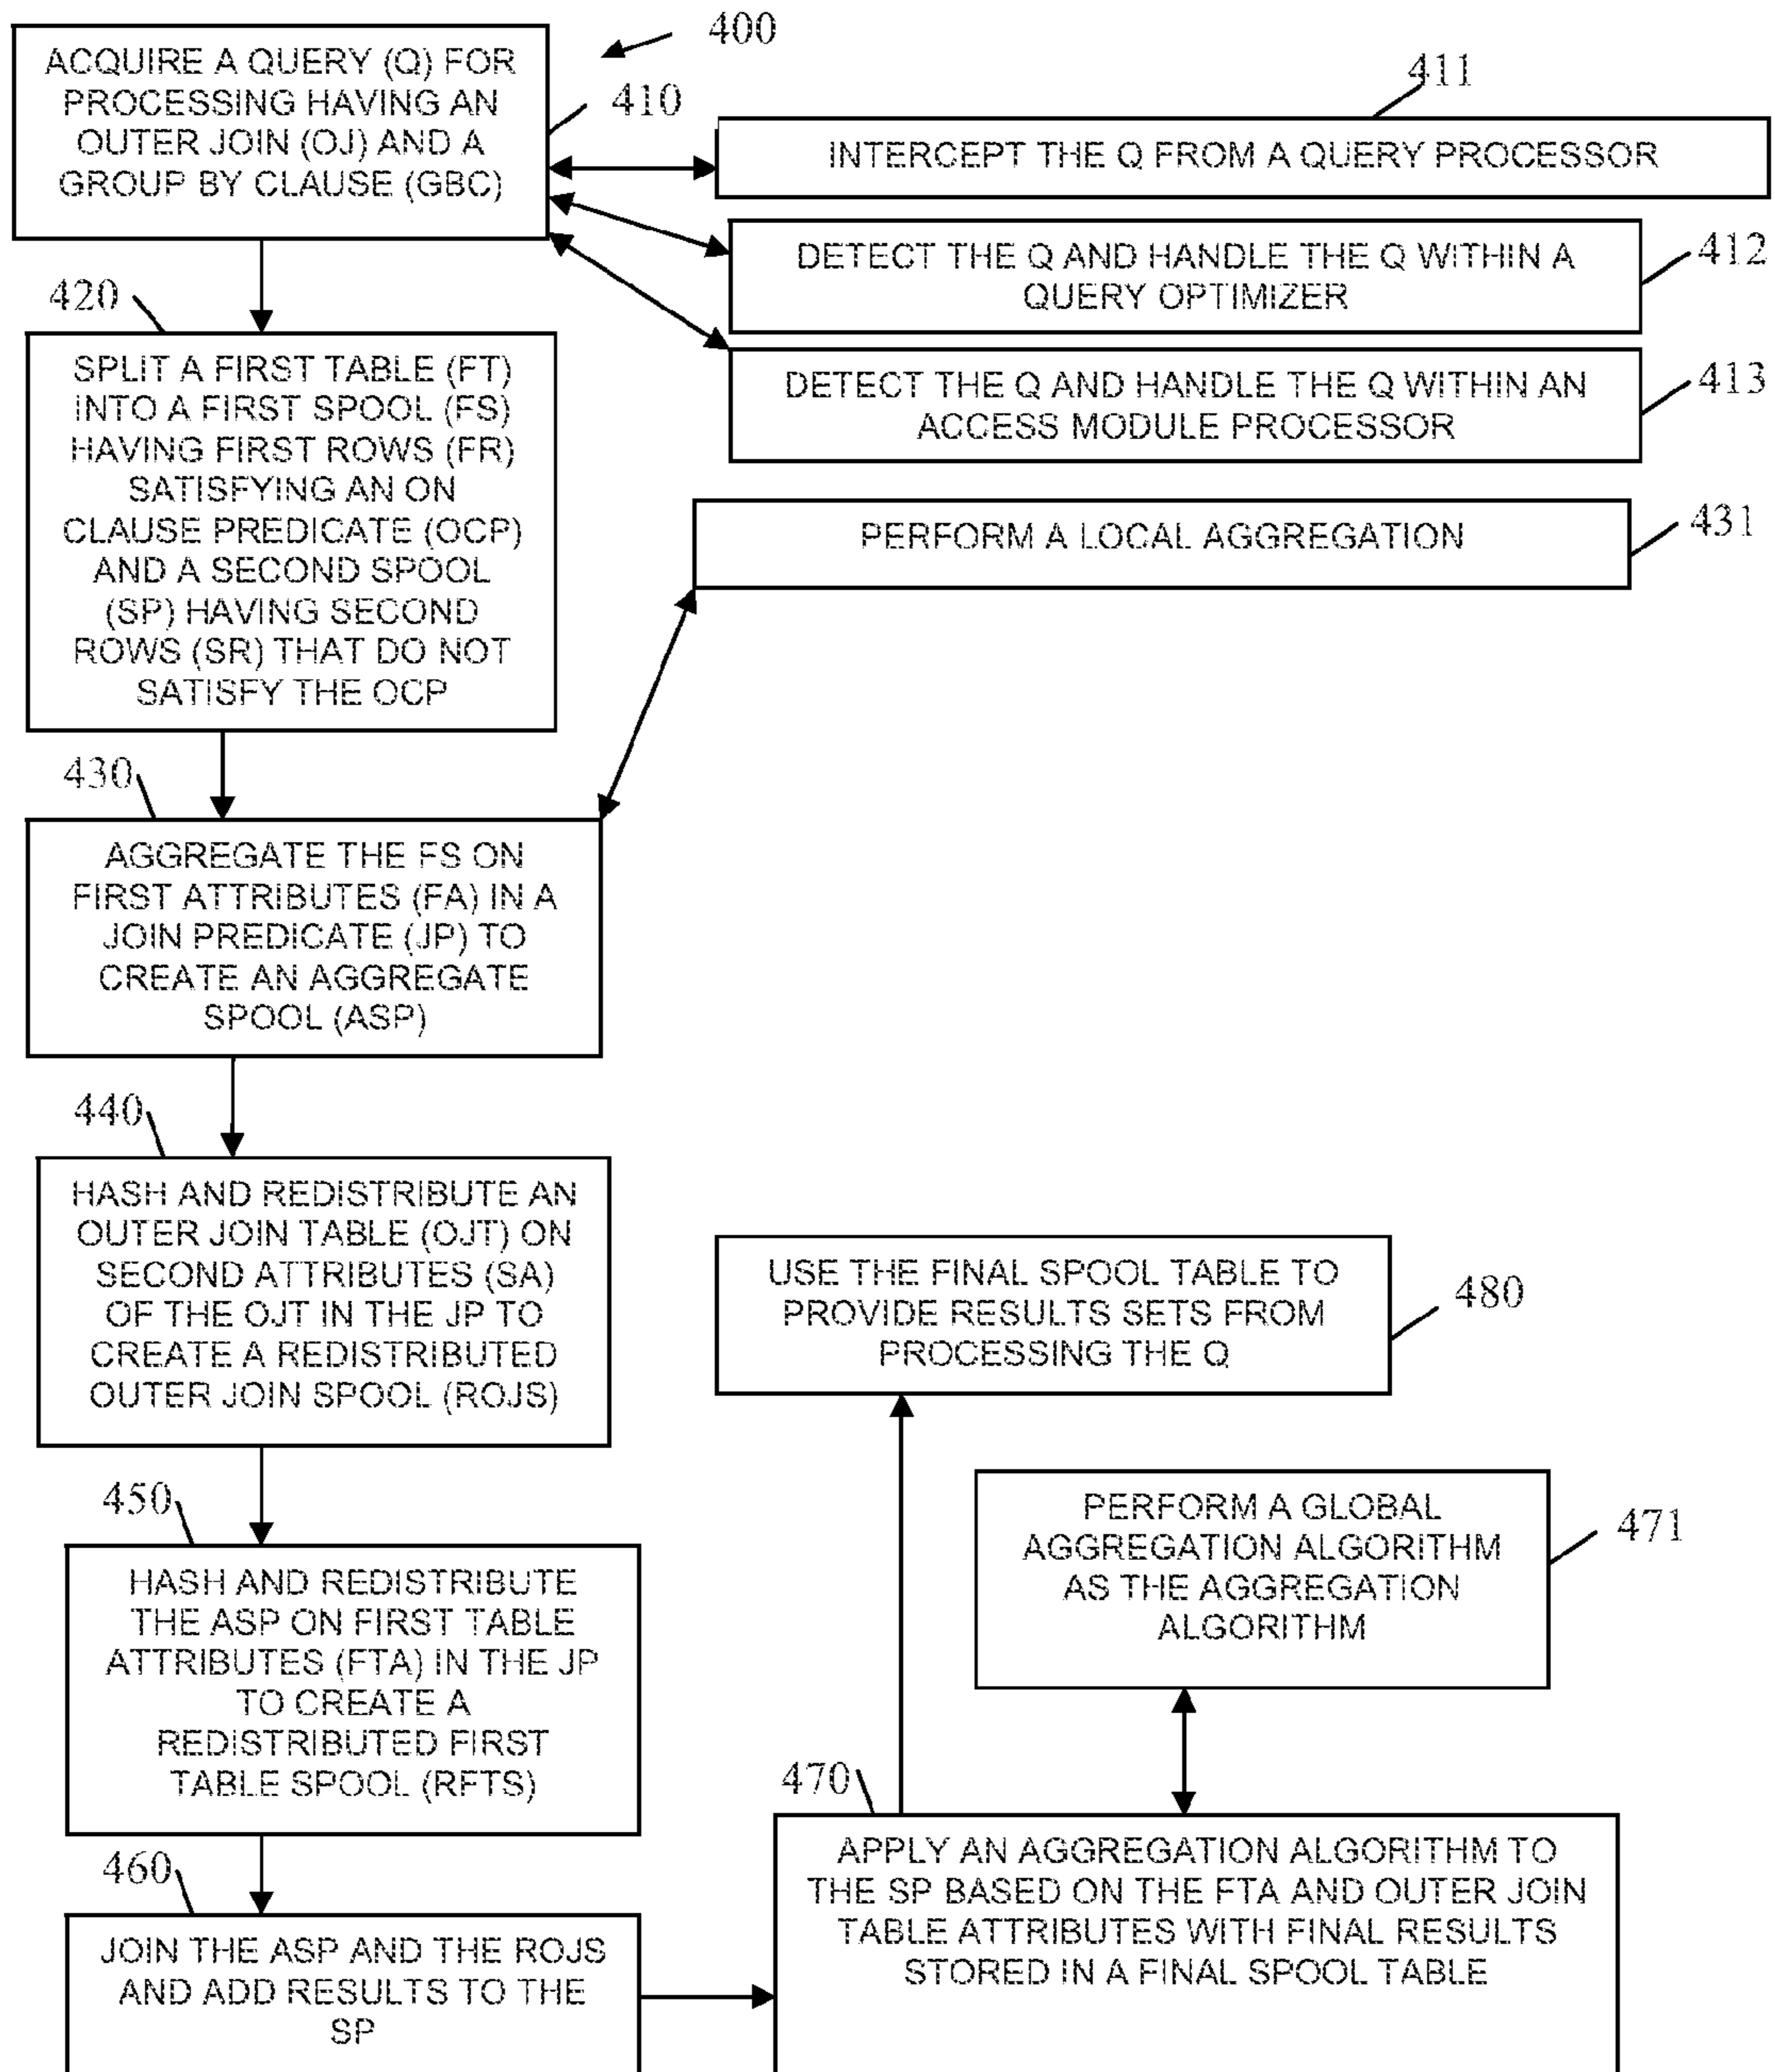 400
ACQUIRE A QUERY (Q) FOR
PROCESSING HAVING AN
OUTER JOIN (OJ) AND A
GROUP BY CLAUSE (GBC)
410
411
INTERCEPT THE Q FROM A QUERY PROCESSOR
DETECT THE Q AND HANDLE THE Q WITHIN A
QUERY OPTIMIZER
412
DETECT THE Q AND HANDLE THE Q WITHIN AN
ACCESS MODULE PROCESSOR
413
420
SPLIT A FIRST TABLE (FT)
INTO A FIRST SPOOL (FS)
HAVING FIRST ROWS (FR)
SATISFYING AN ON
CLAUSE PREDICATE (OCP)
AND A SECOND SPOOL
(SP) HAVING SECOND
ROWS (SR) THAT DO NOT
SATISFY THE OCP
PERFORM A LOCAL AGGREGATION
431
430
AGGREGATE THE FS ON
FIRST ATTRIBUTES (FA) IN A
JOIN PREDICATE (JP) TO
CREATE AN AGGREGATE
SPOOL (ASP)
440
HASH AND REDISTRIBUTE AN
OUTER JOIN TABLE (OJT) ON
SECOND ATTRIBUTES (SA)
OF THE OJT IN THE JP TO
CREATE A REDISTRIBUTED
OUTER JOIN SPOOL (ROJS)
450
HASH AND REDISTRIBUTE
THE ASP ON FIRST TABLE
ATTRIBUTES (FTA) IN THE JP
TO CREATE A
REDISTRIBUTED FIRST
TABLE SPOOL (RFTS)
460
JOIN THE ASP AND THE ROJS
AND ADD RESULTS TO THE
SP
470
APPLY AN AGGREGATION ALGORITHM TO
THE SP BASED ON THE FTA AND OUTER JOIN
TABLE ATTRIBUTES WITH FINAL RESULTS
STORED IN A FINAL SPOOL TABLE
PERFORM A GLOBAL
AGGREGATION ALGORITHM
AS THE AGGREGATION
ALGORITHM
471
USE THE FINAL SPOOL TABLE TO
PROVIDE RESULTS SETS FROM
PROCESSING THE Q
480